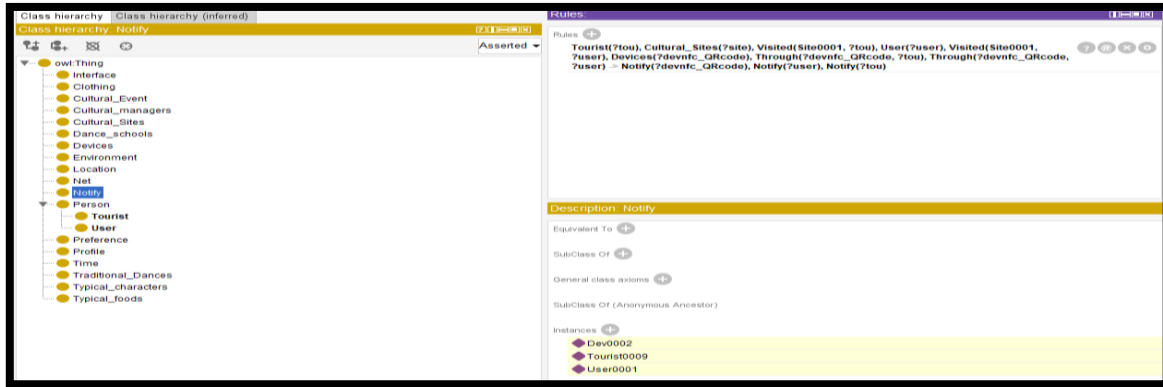 Class hierarchy Class hierarchy (inferred)
Class hierarchy: Notify
Asserted
owl:Thing
Interface
Clothing
Cultural_Event
Cultural_managers
Cultural_Sites
Dance_schools
Devices
Environment
Location
Net
Notify
Person
Tourist
User
Preference
Profile
Time
Traditional_Dances
Typical_characters
Typical_foods
Rules:
Rules
Tourist(?tou), Cultural_Sites(?site), Visited(Site0001, ?tou), User(?user), Visited(Site0001,
?user), Devices(?devnfc_QRcode), Through(?devnfc_QRcode, ?tou), Through(?devnfc_QRcode,
?user) -> Notify(?devnfc_QRcode), Notify(?user), Notify(?tou)
Description: Notify
Equivalent To
SubClass Of
General class axioms
SubClass Of (Anonymous Ancestor)
Instances
Dev0002
Tourist0009
User0001